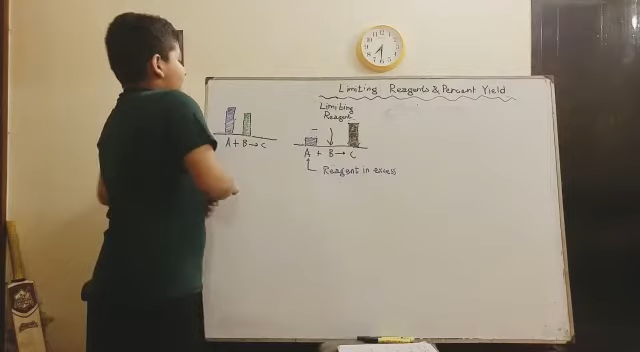 Limiting Reagents & Percent Yield
Limiting
Reagent
A + B → C
A + B → C
Reagent in excess